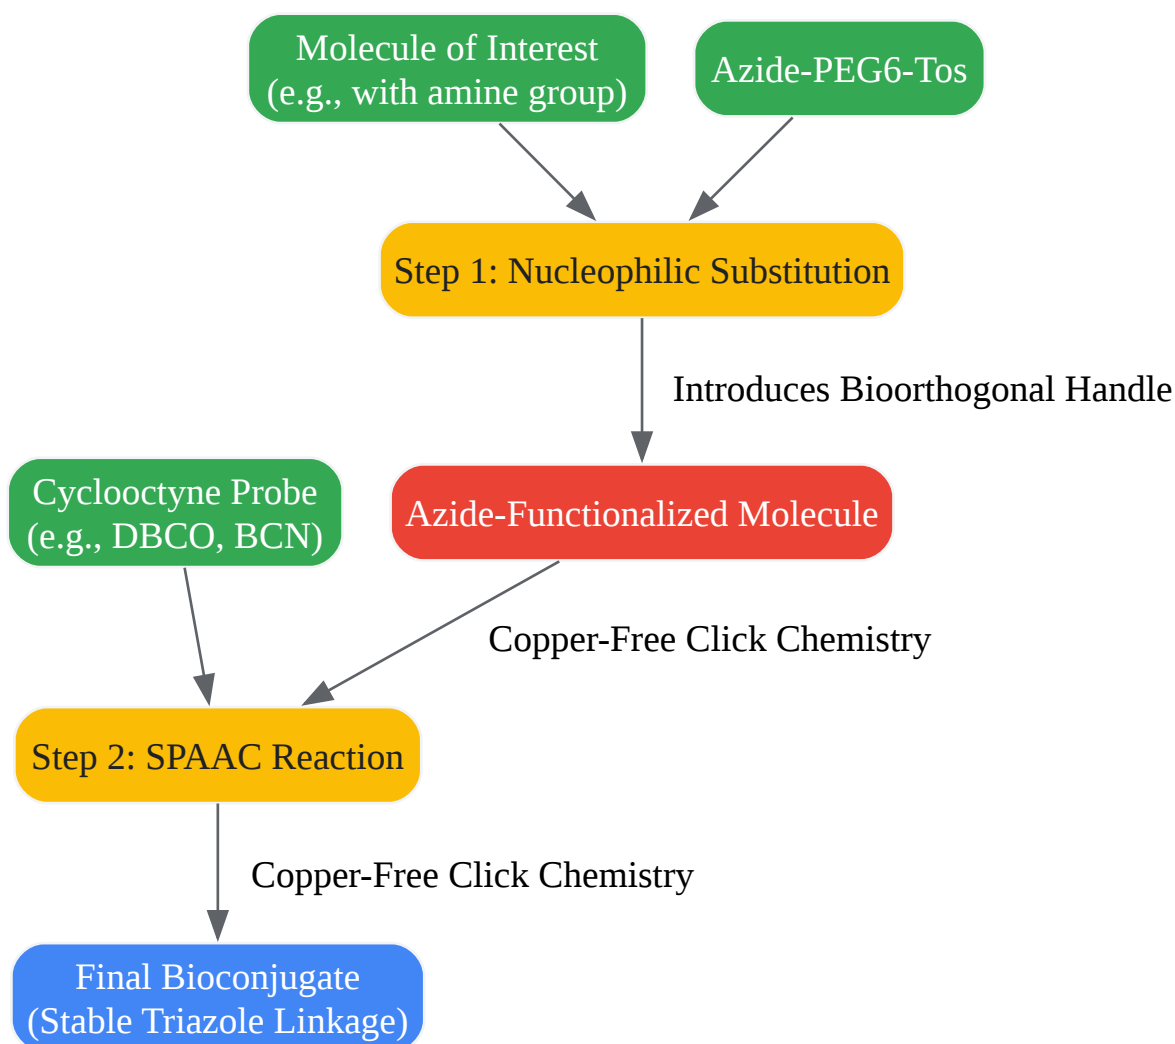 Molecule of Interest
(e.g., with amine group)
Azide-PEG6-Tos
Step 1: Nucleophilic Substitution
Introduces Bioorthogonal Handle
Cyclooctyne Probe
(e.g., DBCO, BCN)
Azide-Functionalized Molecule
Copper-Free Click Chemistry
Step 2: SPAAC Reaction
Copper-Free Click Chemistry
Final Bioconjugate
(Stable Triazole Linkage)